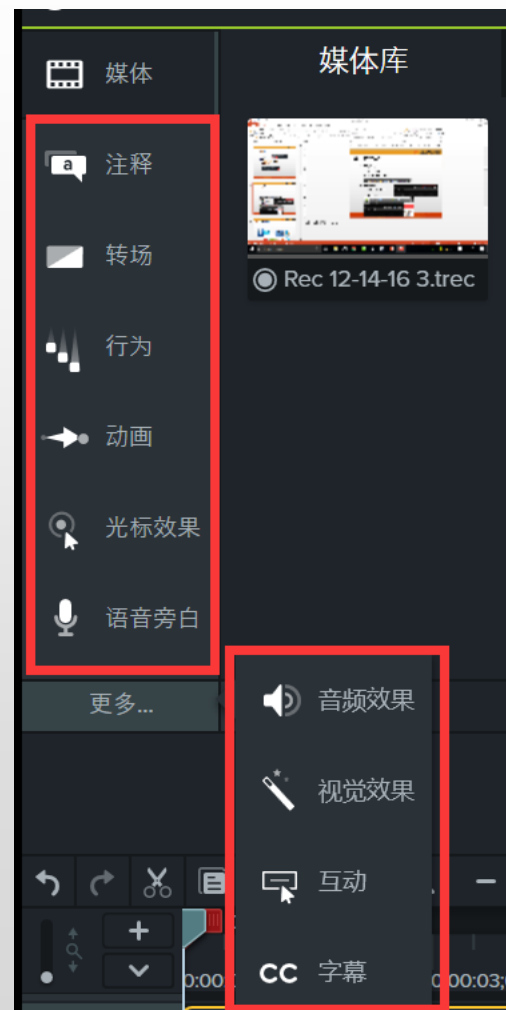 媒体
媒体库
a
注释
转场
Rec 12-14-16 3.trec
行为
动画
光标效果
语音旁白
更多...
音频效果
视觉效果
互动
CC 字幕